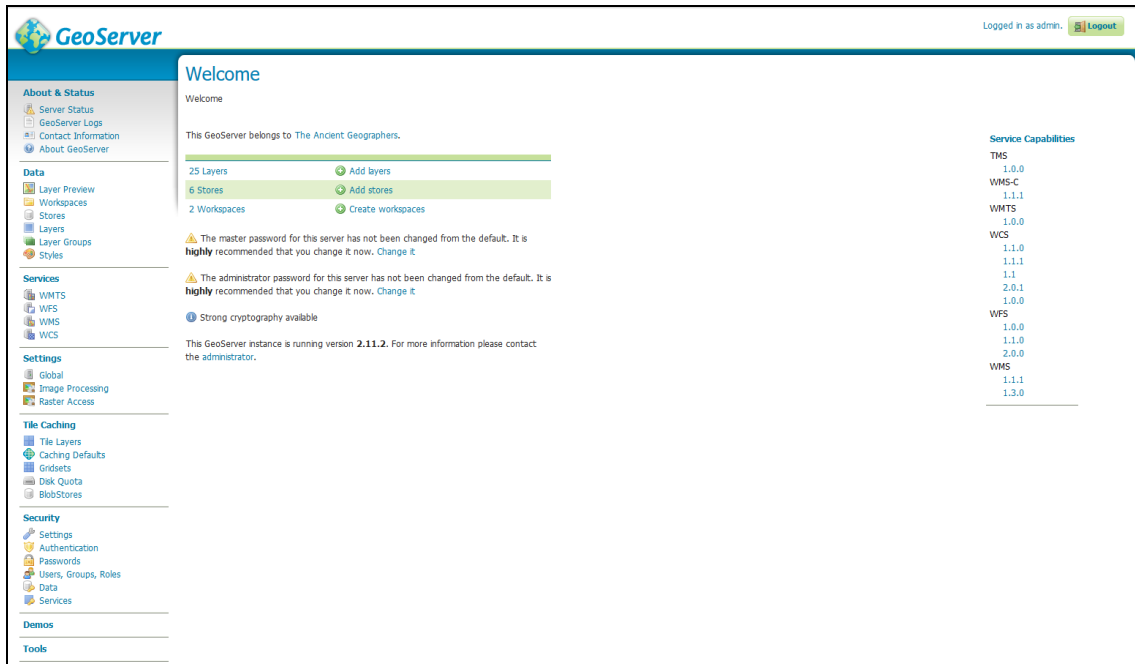 GeoServer
Logged in as admin.
Logout
About & Status
Server Status
GeoServer Logs
Contact Information
About GeoServer
Data
Layer Preview
Workspaces
Stores
Layers
Layer Groups
Styles
Services
WMTS
WFS
WMS
WCS
Settings
Global
Image Processing
Raster Access
Tile Caching
Tile Layers
Caching Defaults
Gridsets
Disk Quota
BlobStores
Security
Settings
Authentication
Passwords
Users, Groups, Roles
Data
Services
Demos
Tools
Welcome
Welcome
This GeoServer belongs to The Ancient Geographers.
25 Layers Add layers
6 Stores Add stores
2 Workspaces Create workspaces
The master password for this server has not been changed from the default. It is
highly recommended that you change it now. Change it
The administrator password for this server has not been changed from the default. It is
highly recommended that you change it now. Change it
Strong cryptography available
This GeoServer instance is running version 2.11.2. For more information please contact
the administrator.
Service Capabilities
TMS
1.0.0
WMS-C
1.1.1
WMTS
1.0.0
WCS
1.1.0
1.1.1
1.1
2.0.1
1.0.0
WFS
1.0.0
1.1.0
2.0.0
WMS
1.1.1
1.3.0